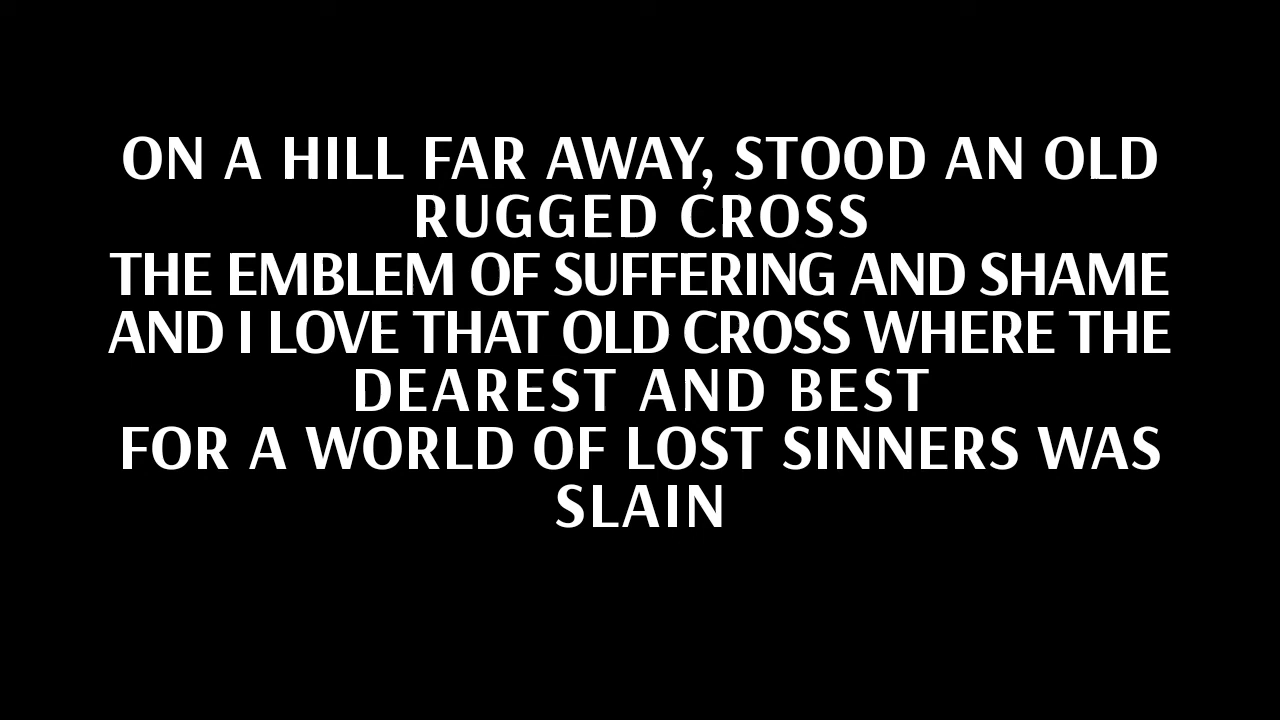 ON A HILL FAR AWAY, STOOD AN OLD
RUGGED CROSS
THE EMBLEM OF SUFFERING AND SHAME
AND I LOVE THAT OLD CROSS WHERE THE
DEAREST AND BEST
FOR A WORLD OF LOST SINNERS WAS
SLAIN